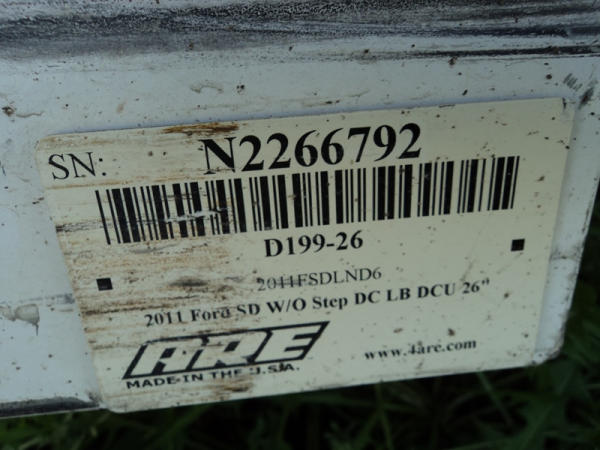 SN: N2266792
D199-26
2011FSDLND6
2011 Ford SD W/O Step DC LB DCU 26"
ARE
MADE-IN THE U.S.A.
www.4are.com